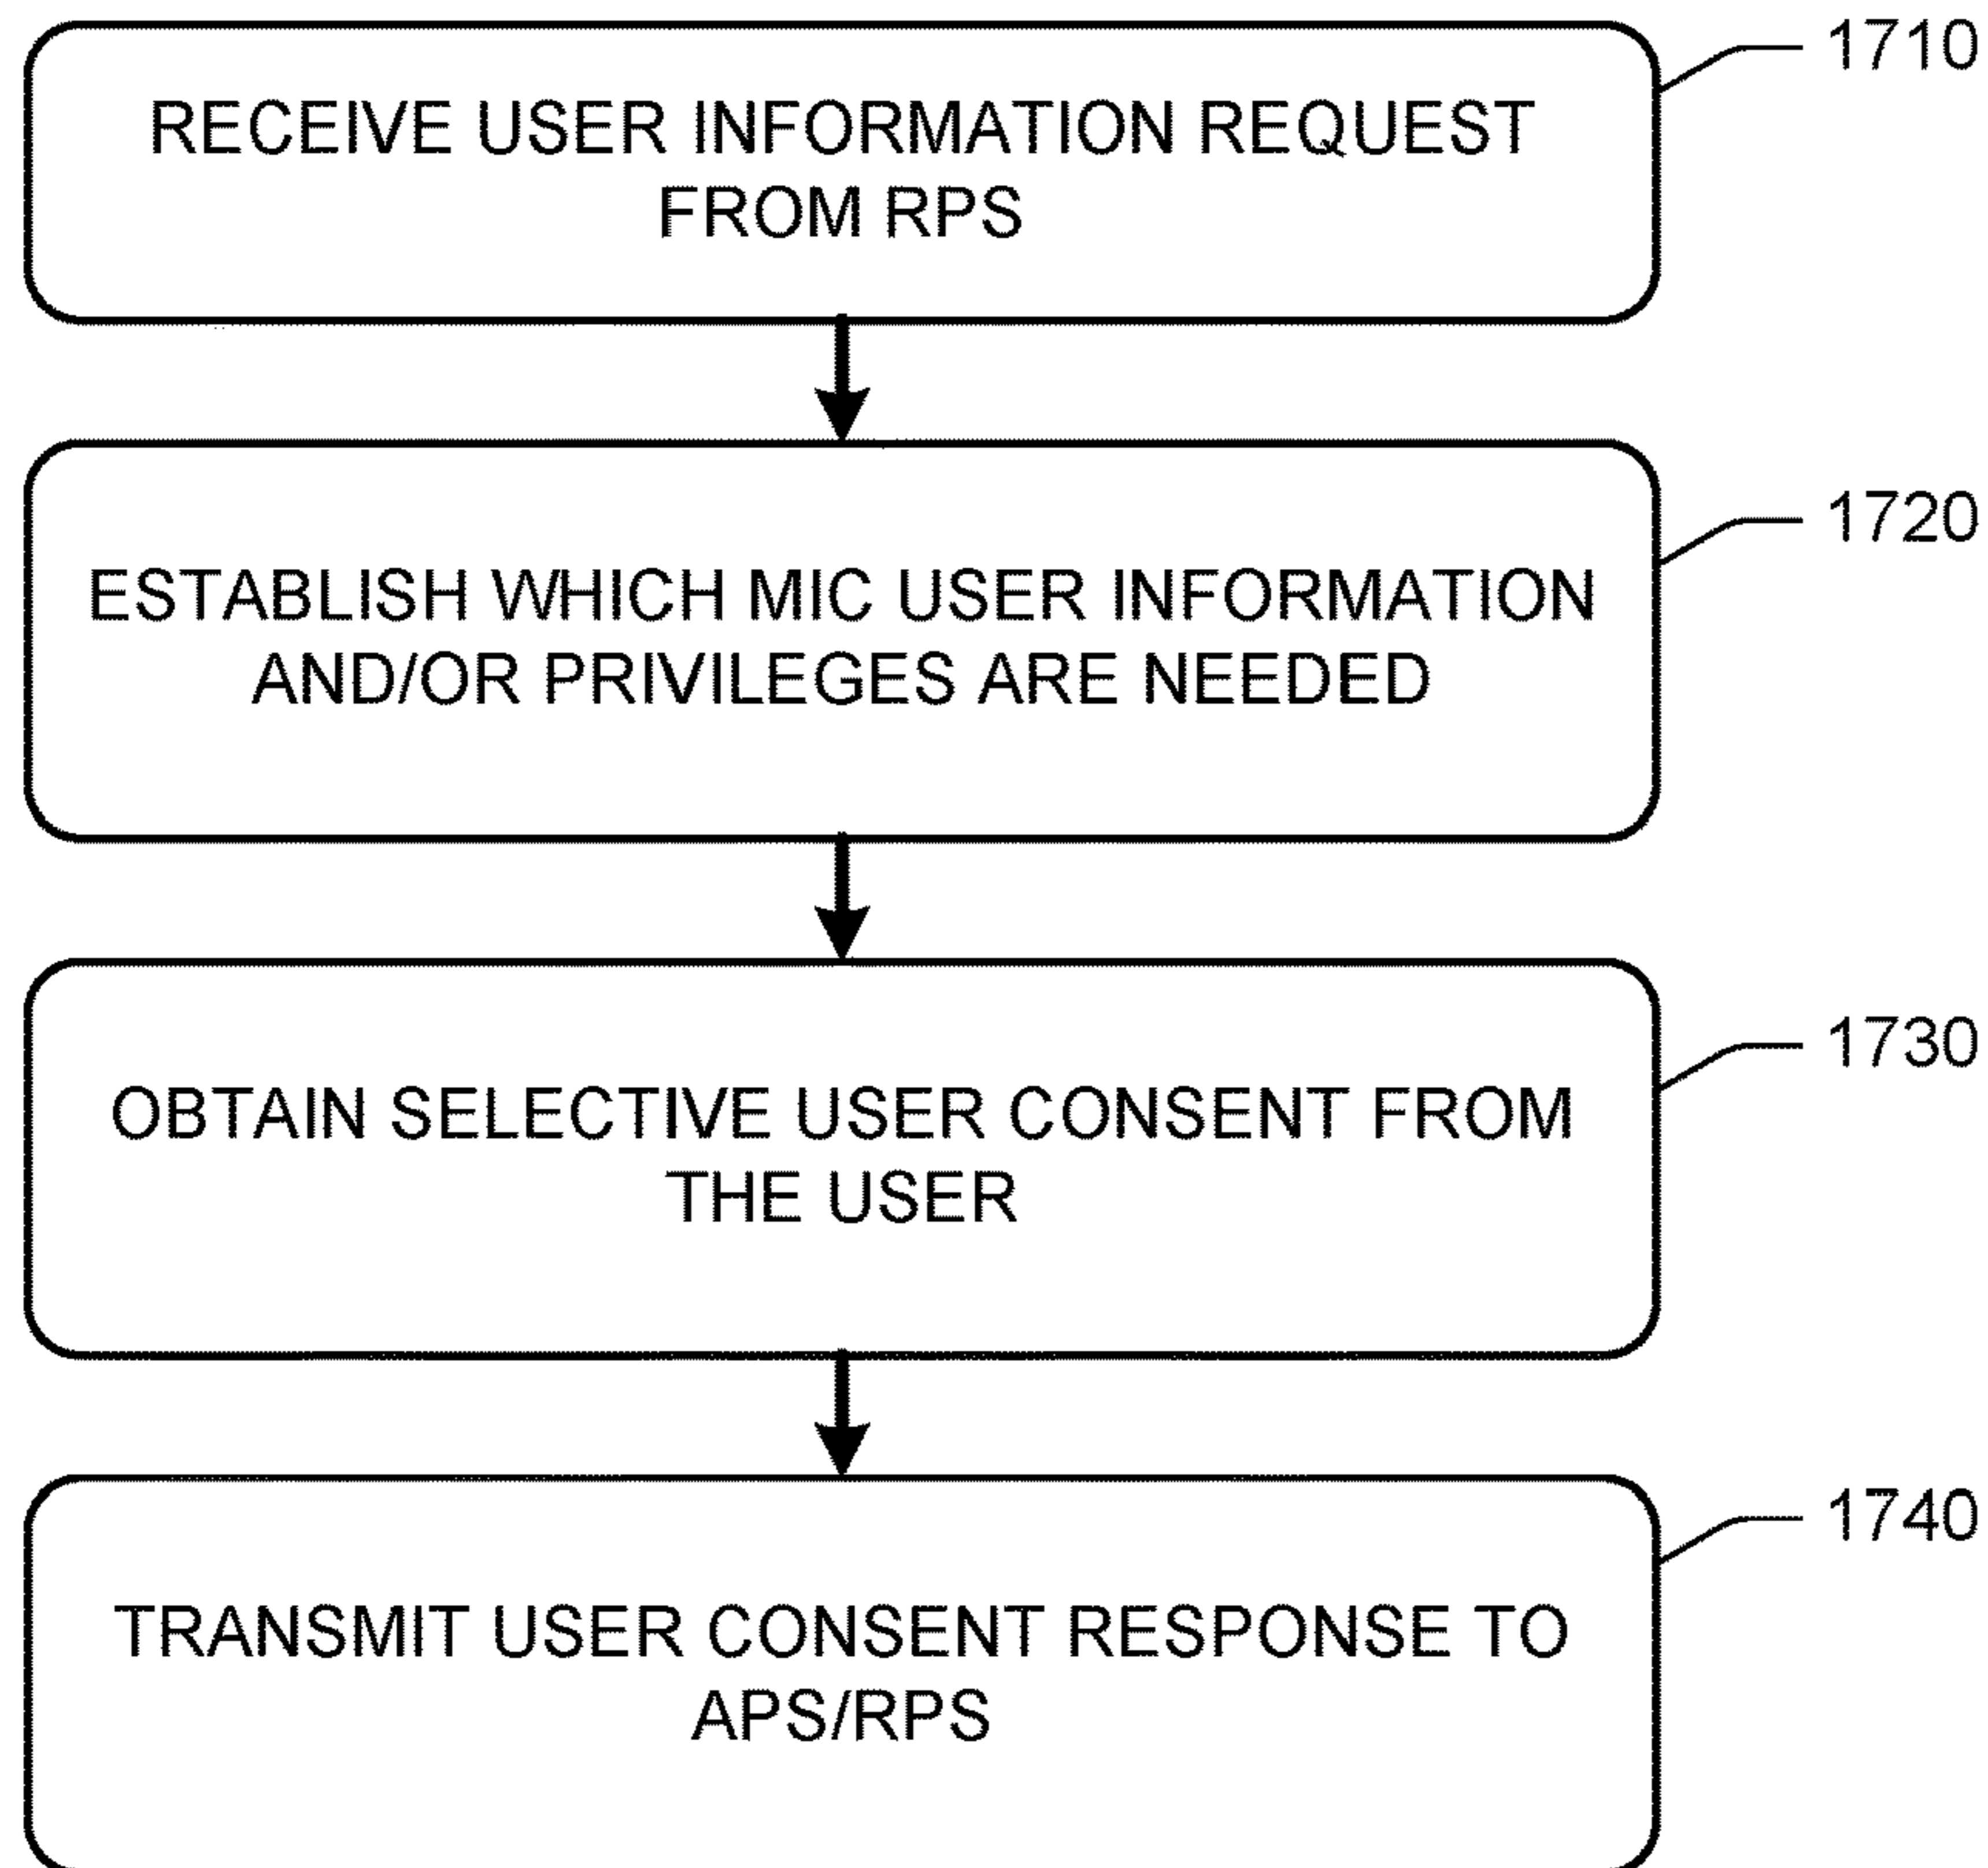 RECEIVE USER INFORMATION REQUEST
FROM RPS
1710
ESTABLISH WHICH MIC USER INFORMATION
AND/OR PRIVILEGES ARE NEEDED
1720
OBTAIN SELECTIVE USER CONSENT FROM
THE USER
1730
TRANSMIT USER CONSENT RESPONSE TO
APS/RPS
1740